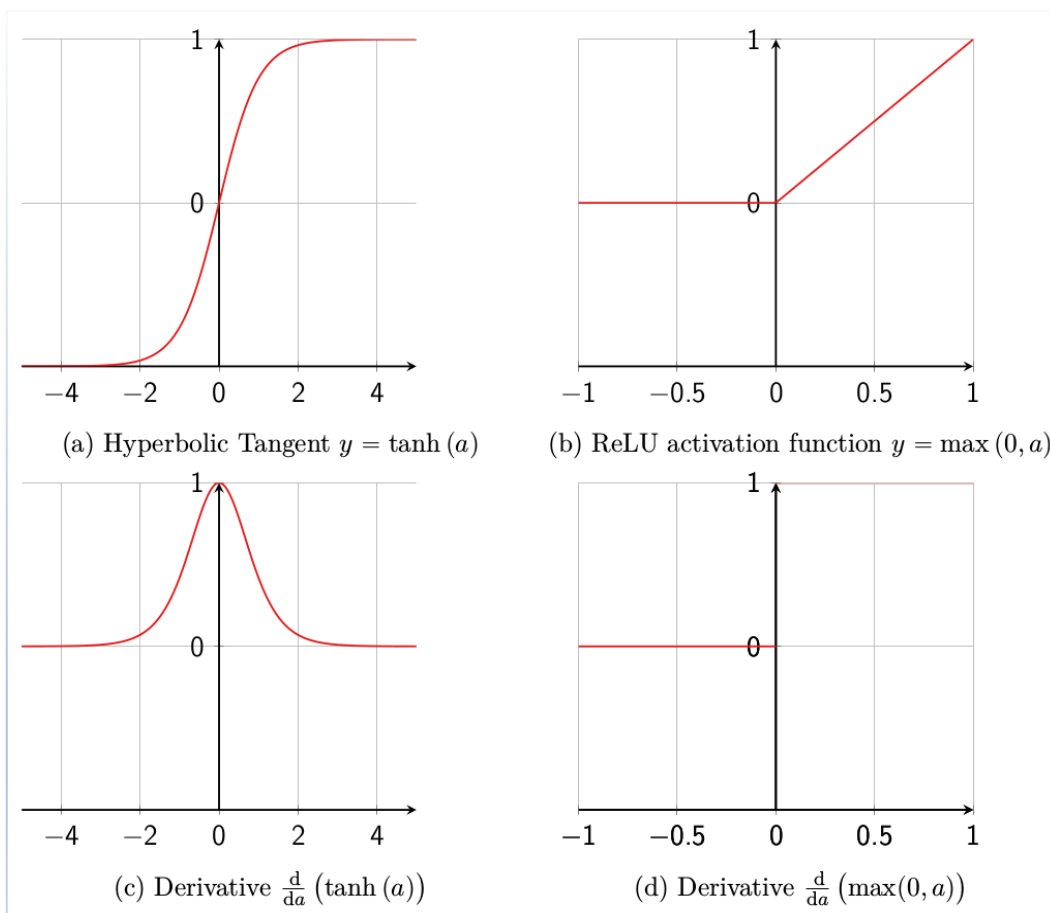 1
0
−4 −2 0 2 4
(a) Hyperbolic Tangent y = tanh (a)
1
0
−1 −0.5 0 0.5 1
(b) ReLU activation function y = max (0, a)
1
0
−4 −2 0 2 4
(c) Derivative d/da (tanh (a))
1
0
−1 −0.5 0 0.5 1
(d) Derivative d/da (max(0, a))